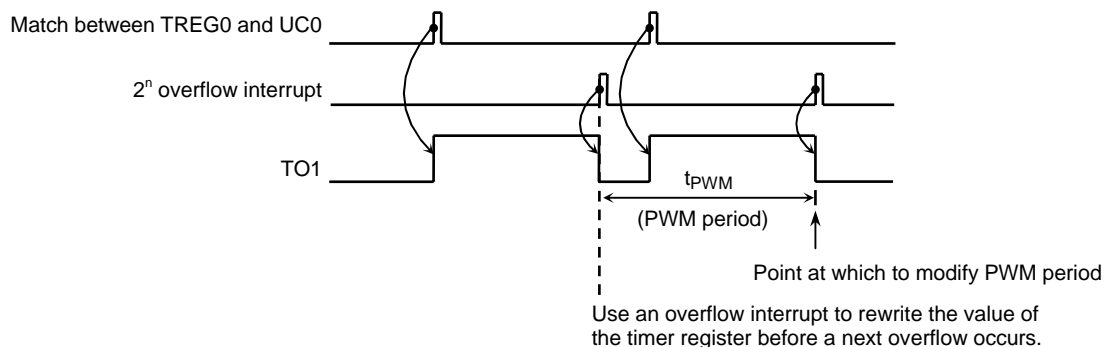 Match between TREG0 and UC0
2ⁿ overflow interrupt
TO1
tPWM
(PWM period)
Point at which to modify PWM period
Use an overflow interrupt to rewrite the value of
the timer register before a next overflow occurs.